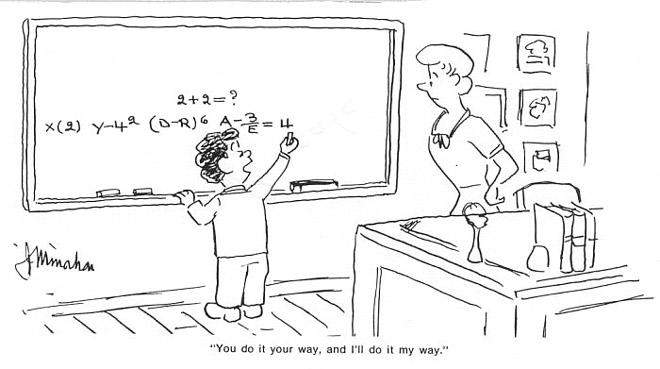 2+2=?
X(2) Y-4² (D-R)⁶ A-3/E = 4
J Minahan
"You do it your way, and I'll do it my way."